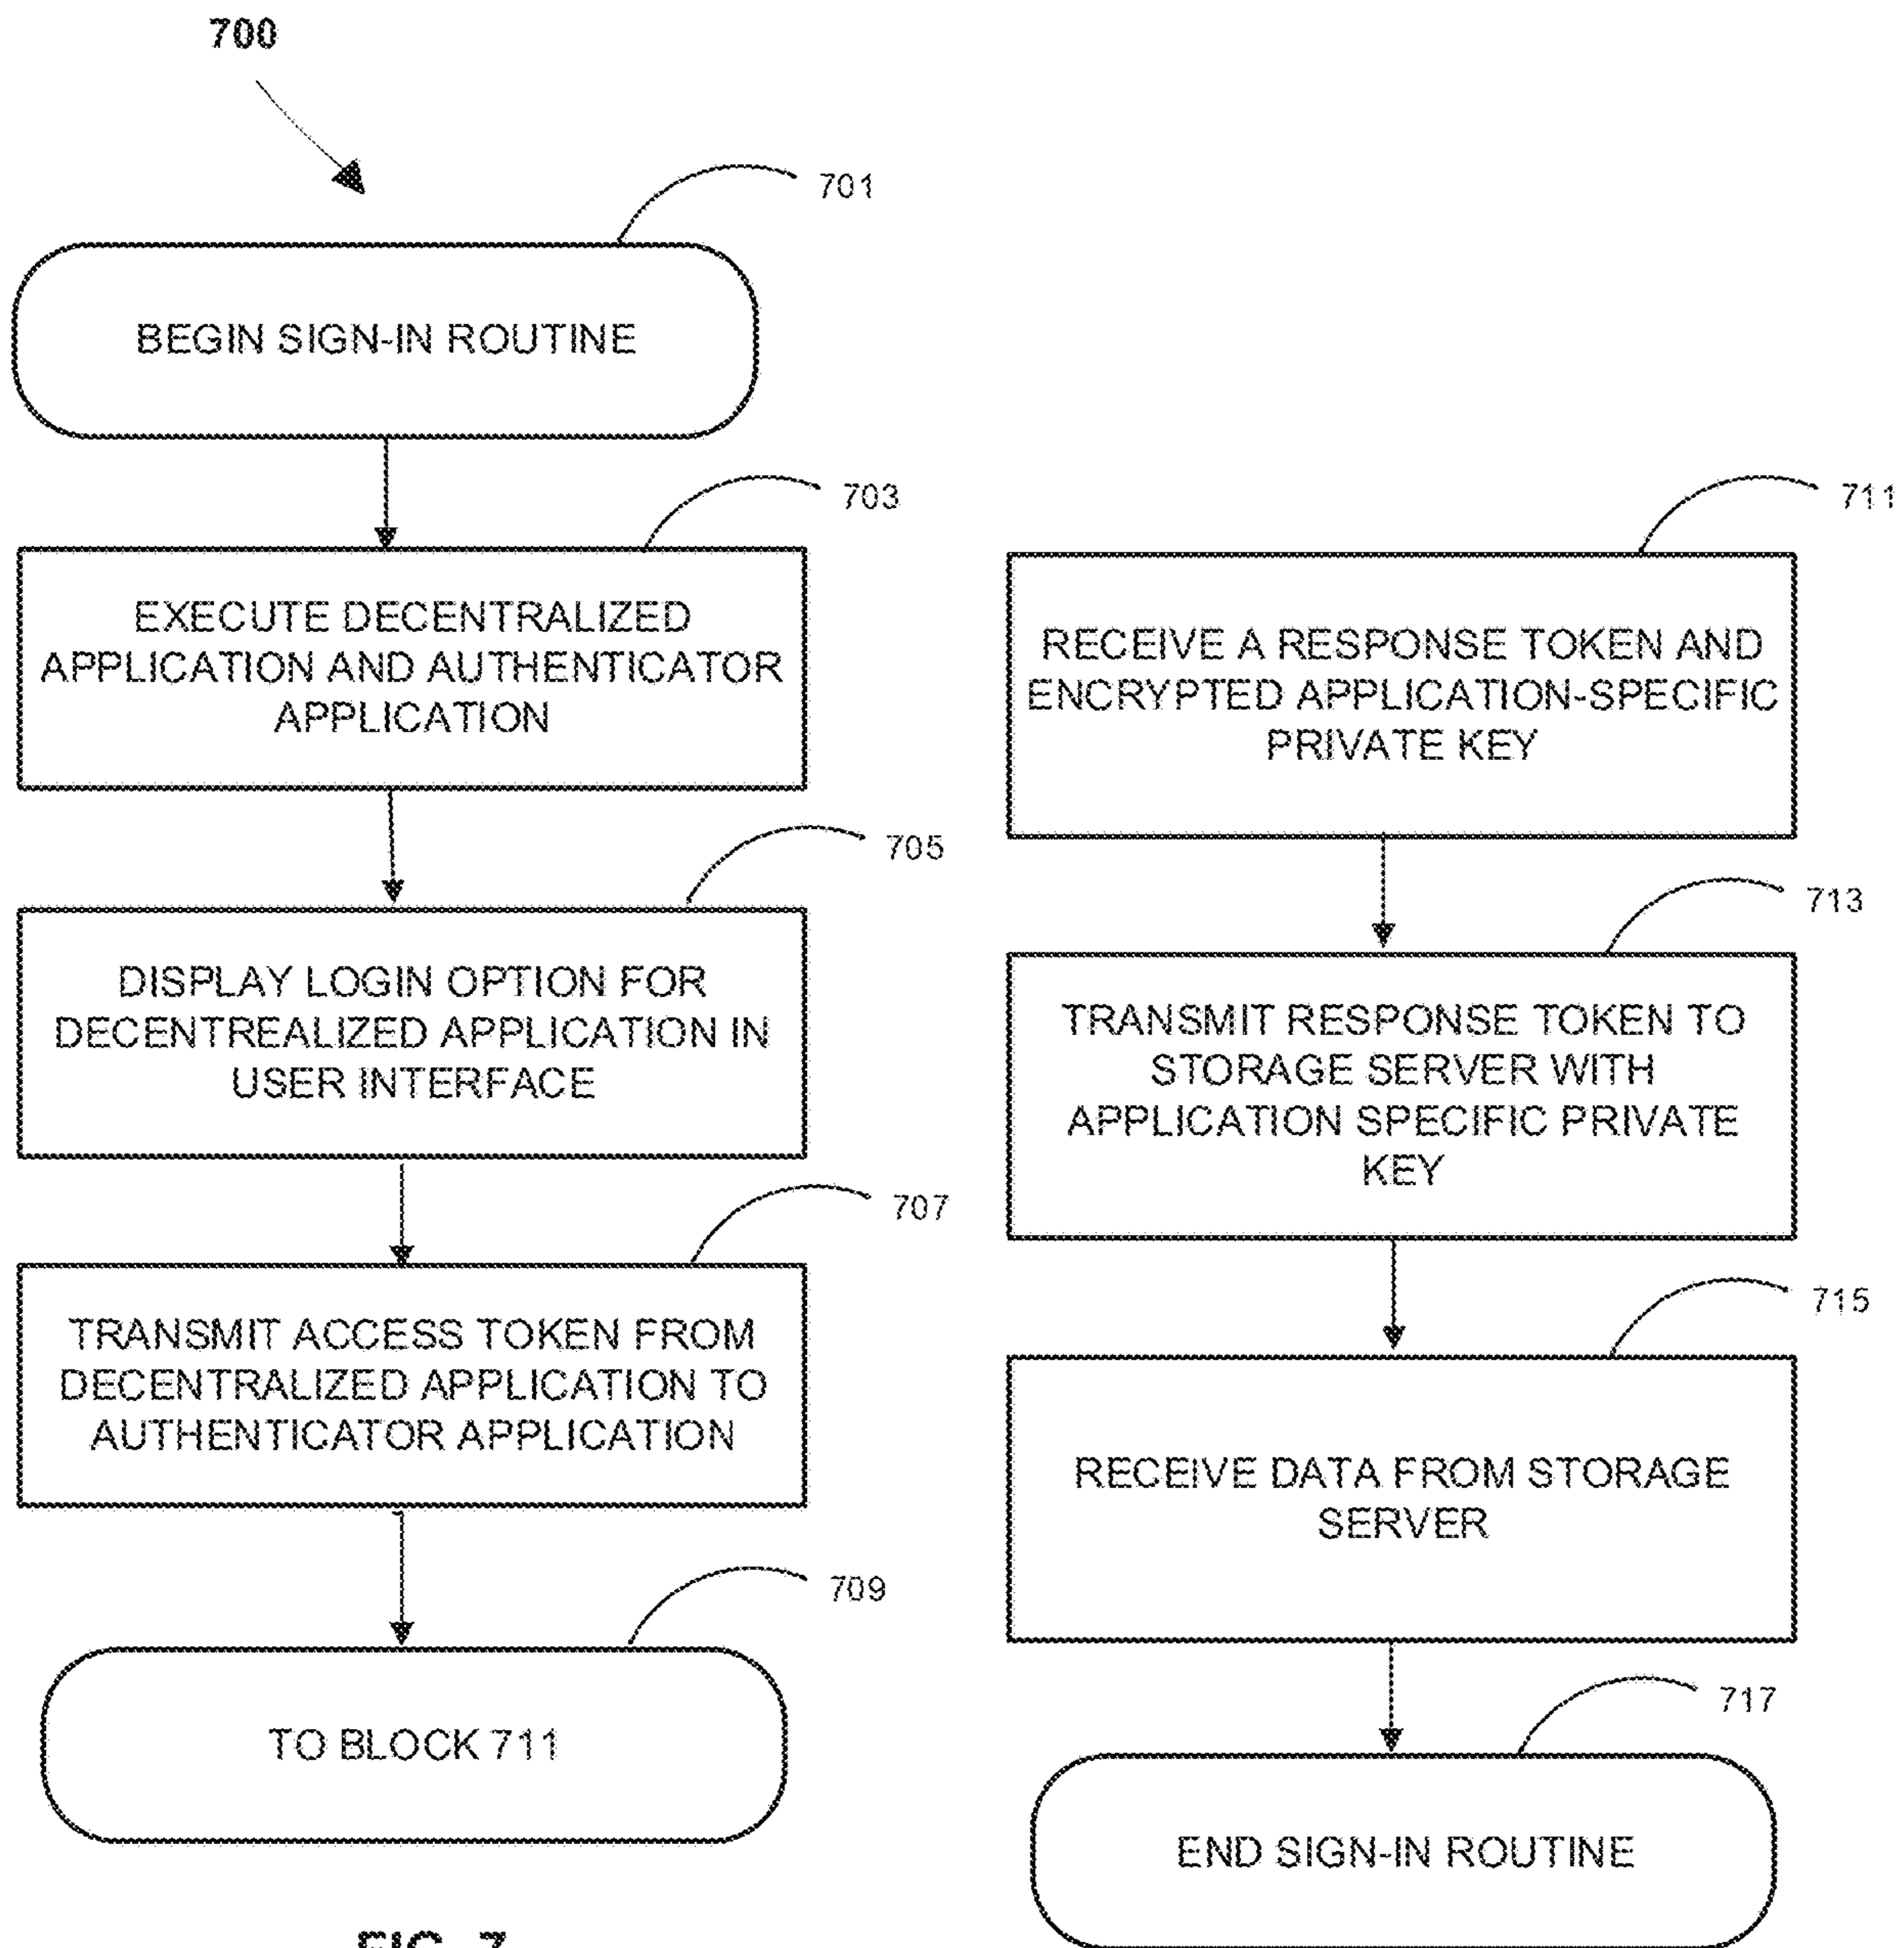 700
701
BEGIN SIGN-IN ROUTINE
703
EXECUTE DECENTRALIZED
APPLICATION AND AUTHENTICATOR
APPLICATION
705
DISPLAY LOGIN OPTION FOR
DECENTREALIZED APPLICATION IN
USER INTERFACE
707
TRANSMIT ACCESS TOKEN FROM
DECENTRALIZED APPLICATION TO
AUTHENTICATOR APPLICATION
709
TO BLOCK 711
711
RECEIVE A RESPONSE TOKEN AND
ENCRYPTED APPLICATION-SPECIFIC
PRIVATE KEY
713
TRANSMIT RESPONSE TOKEN TO
STORAGE SERVER WITH
APPLICATION SPECIFIC PRIVATE
KEY
715
RECEIVE DATA FROM STORAGE
SERVER
717
END SIGN-IN ROUTINE
FIG. 7